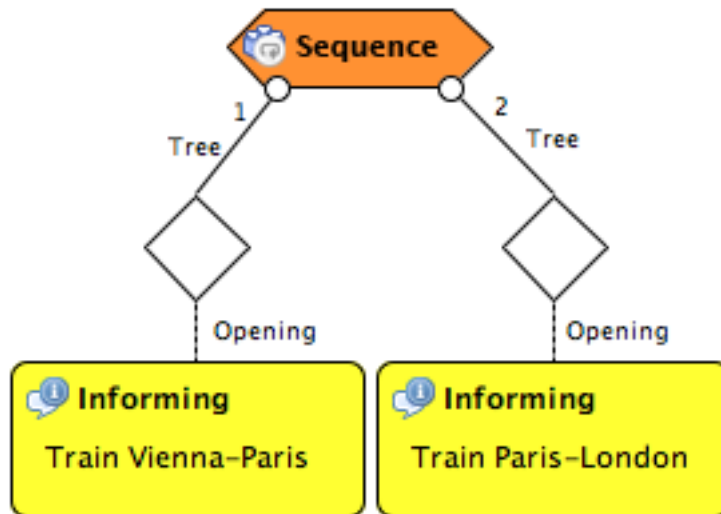 Sequence
1
2
Tree
Tree
Opening
Opening
Informing
Informing
Train Vienna–Paris
Train Paris–London